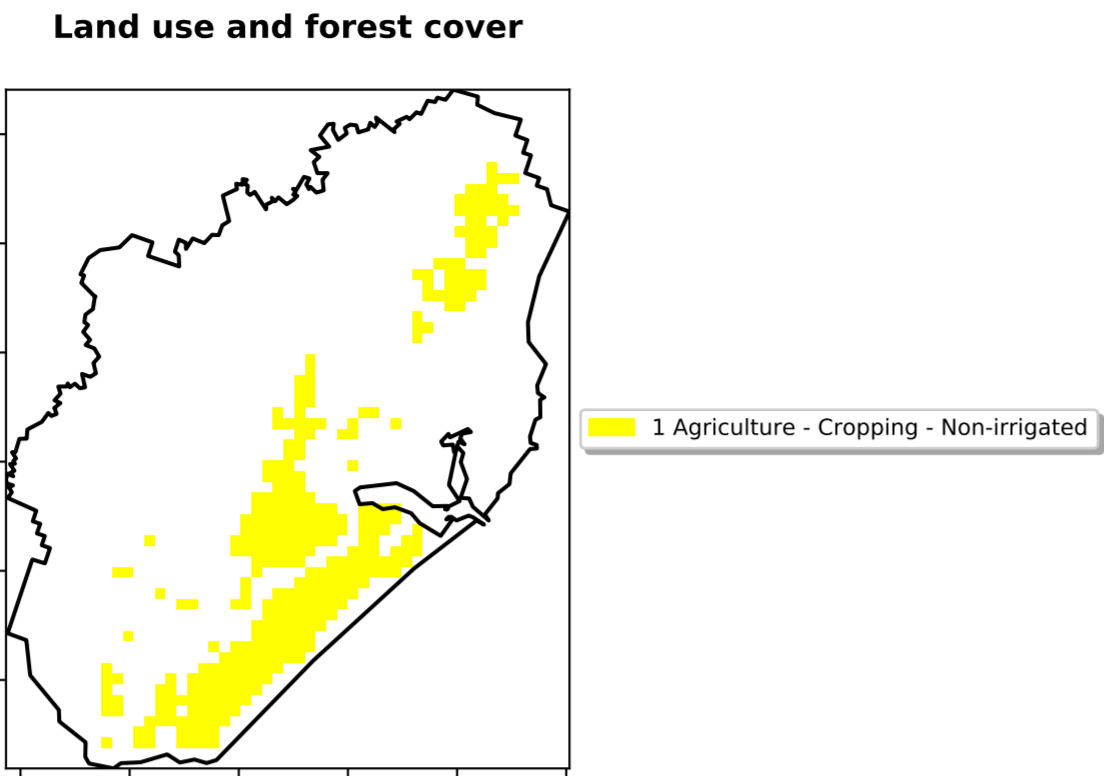 Land use and forest cover
1 Agriculture - Cropping - Non-irrigated